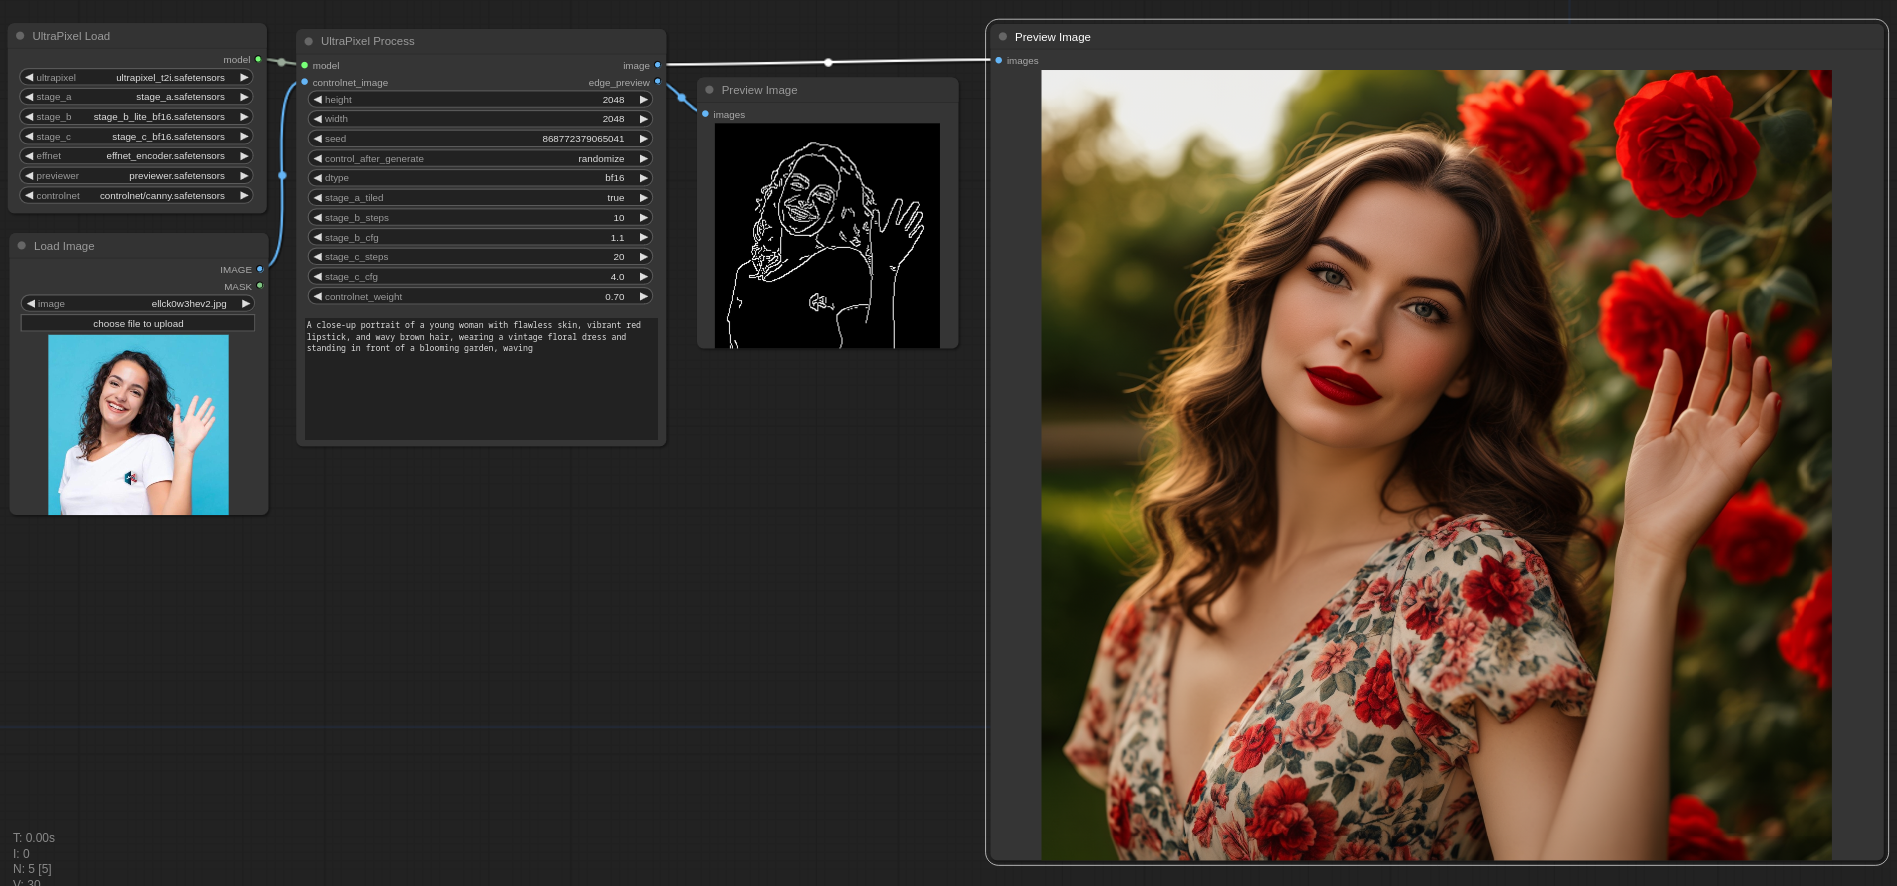 UltraPixel Load
model
ultrapixel ultrapixel_t2i.safetensors
stage_a stage_a.safetensors
stage_b stage_b_lite_bf16.safetensors
stage_c stage_c_bf16.safetensors
effnet effnet_encoder.safetensors
previewer previewer.safetensors
controlnet controlnet/canny.safetensors
Load Image
IMAGE
MASK
image ellck0w3hev2.jpg
choose file to upload
UltraPixel Process
model image
controlnet_image edge_preview
height 2048
width 2048
seed 868772379065041
control_after_generate randomize
dtype bf16
stage_a_tiled true
stage_b_steps 10
stage_b_cfg 1.1
stage_c_steps 20
stage_c_cfg 4.0
controlnet_weight 0.70
A close-up portrait of a young woman with flawless skin, vibrant red
lipstick, and wavy brown hair, wearing a vintage floral dress and
standing in front of a blooming garden, waving
Preview Image
images
Preview Image
images
T: 0.00s
I: 0
N: 5 [5]
V: 30